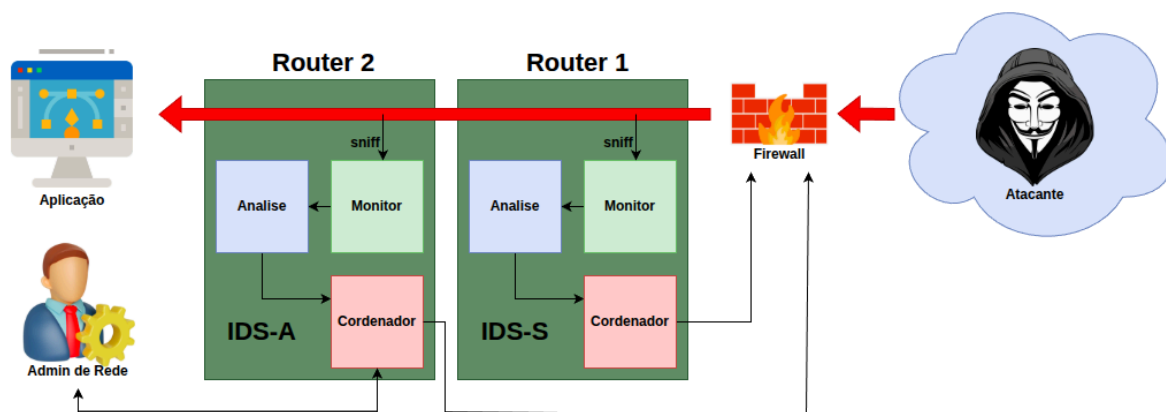 Router 2
Router 1
sniff
sniff
Firewall
Analise
Monitor
Analise
Monitor
Aplicação
Atacante
Cordenador
Cordenador
IDS-A
IDS-S
Admin de Rede